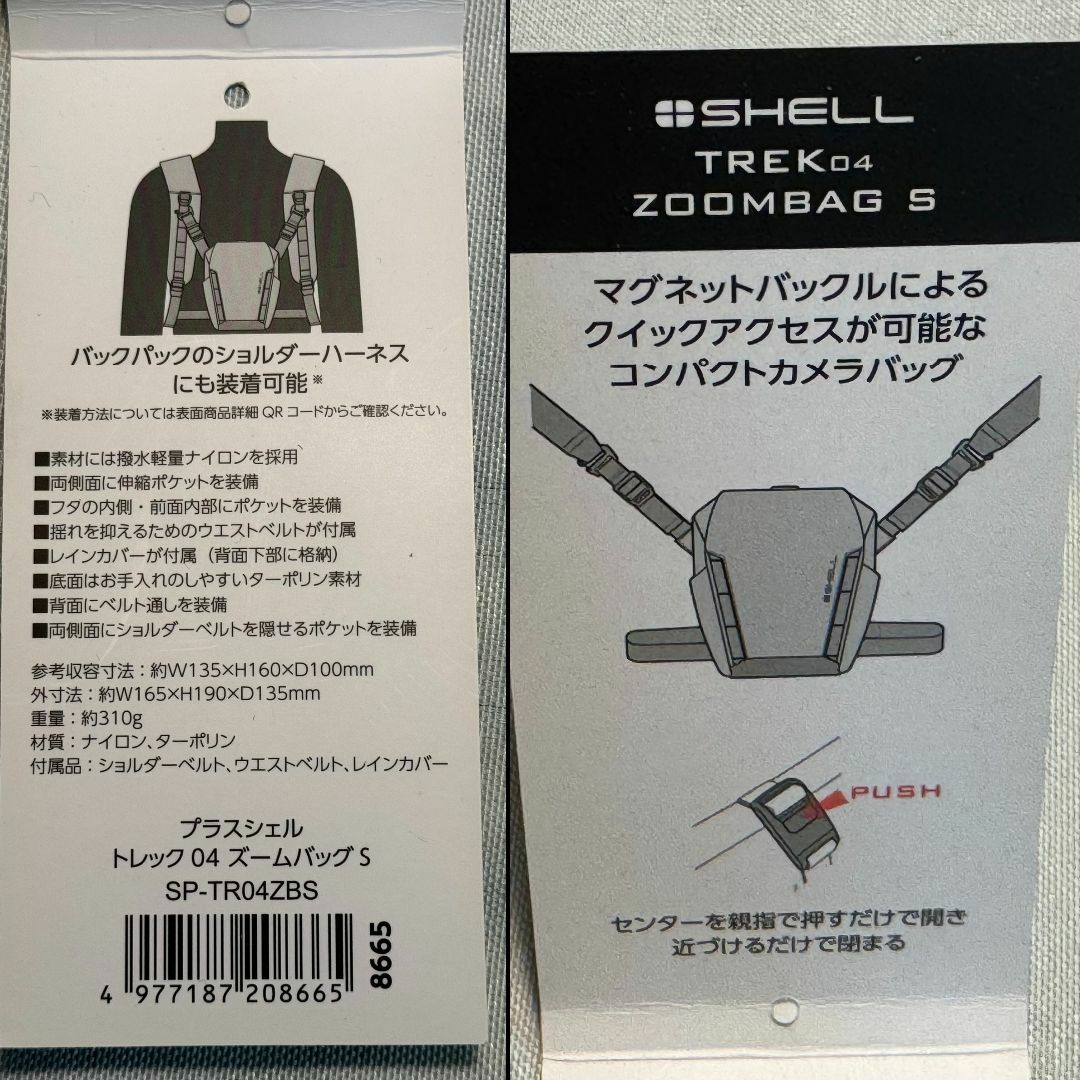 バックパックのショルダーハーネス
にも装着可能※
※装着方法については表面商品詳細QRコードからご確認ください。
■素材には撥水軽量ナイロンを採用
■両側面に伸縮ポケットを装備
■フタの内側・前面内部にポケットを装備
■揺れを抑えるためのウエストベルトが付属
■レインカバーが付属（背面下部に格納）
■底面はお手入れのしやすいターポリン素材
■背面にベルト通しを装備
■両側面にショルダーベルトを隠せるポケットを装備
参考収容寸法：約W135×H160×D100mm
外寸法：約W165×H190×D135mm
重量：約310g
材質：ナイロン、ターポリン
付属品：ショルダーベルト、ウエストベルト、レインカバー
プラスシェル
トレック 04 ズームバッグ S
SP-TR04ZBS
8665
4 977187 208665
SHELL
TREK04
ZOOMBAG S
マグネットバックルによる
クイックアクセスが可能な
コンパクトカメラバッグ
SHELL
PUSH
センターを親指で押すだけで開き
近づけるだけで閉まる